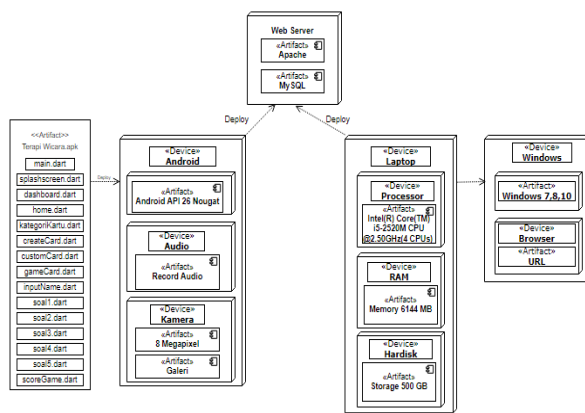 Web Server
«Artifact»
Apache
«Artifact»
MySQL
Deploy
Deploy
<<Artifact>>
Terapi Wicara.apk
main.dart
splashscreen.dart
dashboard.dart
home.dart
kategoriKartu.dart
createCard.dart
customCard.dart
gameCard.dart
inputName.dart
soal1.dart
soal2.dart
soal3.dart
soal4.dart
soal5.dart
scoreGame.dart
Deploy
«Device»
Android
«Artifact»
Android API 26 Nougat
«Device»
Audio
«Artifact»
Record Audio
«Device»
Kamera
«Artifact»
8 Megapixel
«Artifact»
Galeri
«Device»
Laptop
«Device»
Processor
«Artifact»
Intel(R) Core(TM)
i5-2520M CPU
@2.50GHz(4 CPUs)
«Device»
RAM
«Artifact»
Memory 6144 MB
«Device»
Hardisk
«Artifact»
Storage 500 GB
«Device»
Windows
«Artifact»
Windows 7,8,10
«Device»
Browser
«Artifact»
URL